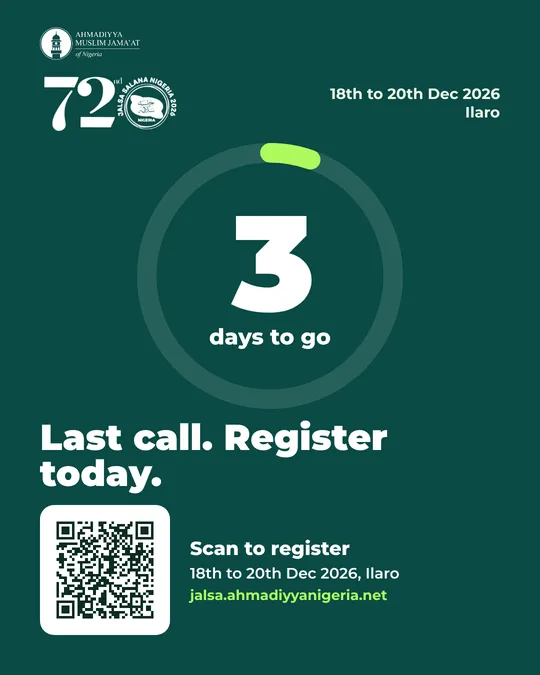 AHMADIYYA
MUSLIM JAMA'AT
of Nigeria
72nd
JALSA SALANA NIGERIA 2026
NIGERIA
18th to 20th Dec 2026
Ilaro
3
days to go
Last call. Register
today.
Scan to register
18th to 20th Dec 2026, Ilaro
jalsa.ahmadiyyanigeria.net